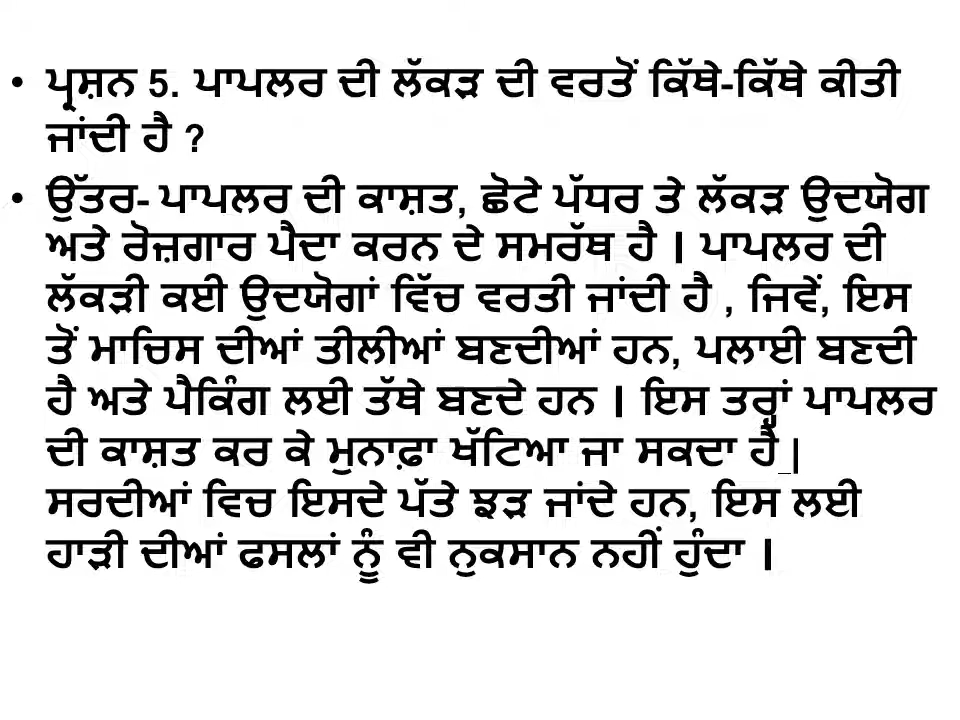 • ਪ੍ਰਸ਼ਨ 5. ਪਾਪਲਰ ਦੀ ਲੱਕੜ ਦੀ ਵਰਤੋਂ ਕਿੱਥੇ-ਕਿੱਥੇ ਕੀਤੀ
ਜਾਂਦੀ ਹੈ ?
• ਉੱਤਰ- ਪਾਪਲਰ ਦੀ ਕਾਸ਼ਤ, ਛੋਟੇ ਪੱਧਰ ਤੇ ਲੱਕੜ ਉਦਯੋਗ
ਅਤੇ ਰੋਜ਼ਗਾਰ ਪੈਦਾ ਕਰਨ ਦੇ ਸਮਰੱਥ ਹੈ । ਪਾਪਲਰ ਦੀ
ਲੱਕੜੀ ਕਈ ਉਦਯੋਗਾਂ ਵਿੱਚ ਵਰਤੀ ਜਾਂਦੀ ਹੈ , ਜਿਵੇਂ, ਇਸ
ਤੋਂ ਮਾਚਿਸ ਦੀਆਂ ਤੀਲੀਆਂ ਬਣਦੀਆਂ ਹਨ, ਪਲਾਈ ਬਣਦੀ
ਹੈ ਅਤੇ ਪੈਕਿੰਗ ਲਈ ਤੱਥੇ ਬਣਦੇ ਹਨ । ਇਸ ਤਰ੍ਹਾਂ ਪਾਪਲਰ
ਦੀ ਕਾਸ਼ਤ ਕਰ ਕੇ ਮੁਨਾਫ਼ਾ ਖੱਟਿਆ ਜਾ ਸਕਦਾ ਹੈ_|
ਸਰਦੀਆਂ ਵਿਚ ਇਸਦੇ ਪੱਤੇ ਝੜ ਜਾਂਦੇ ਹਨ, ਇਸ ਲਈ
ਹਾੜੀ ਦੀਆਂ ਫਸਲਾਂ ਨੂੰ ਵੀ ਨੁਕਸਾਨ ਨਹੀਂ ਹੁੰਦਾ ।